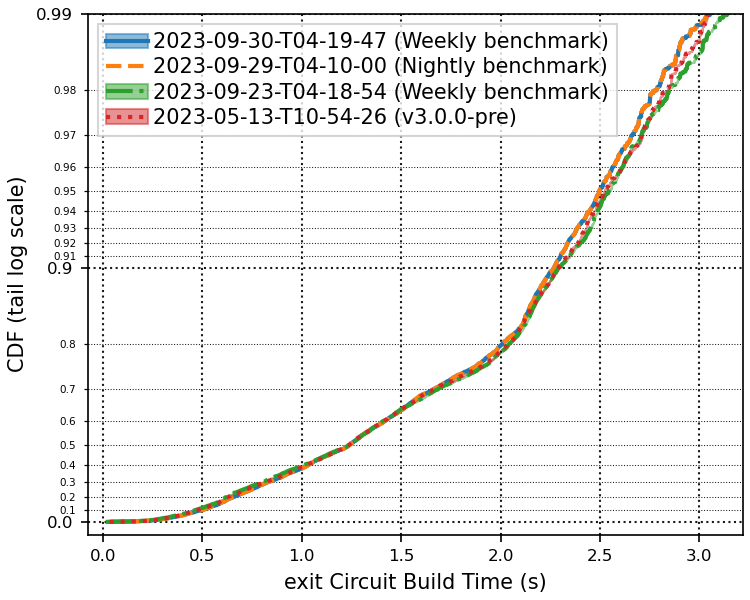 0.99
2023-09-30-T04-19-47 (Weekly benchmark)
2023-09-29-T04-10-00 (Nightly benchmark)
2023-09-23-T04-18-54 (Weekly benchmark)
2023-05-13-T10-54-26 (v3.0.0-pre)
0.98
0.97
0.96
0.95
0.94
0.93
0.92
0.91
0.9
0.8
0.7
0.6
0.5
0.4
0.3
0.2
0.1
0.0
CDF (tail log scale)
0.0 0.5 1.0 1.5 2.0 2.5 3.0
exit Circuit Build Time (s)